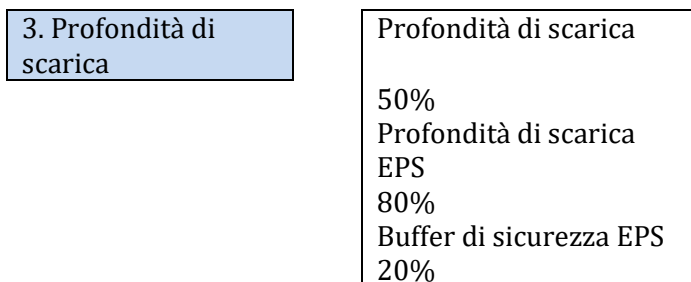 3. Profondità di
scarica
Profondità di scarica
50%
Profondità di scarica
EPS
80%
Buffer di sicurezza EPS
20%